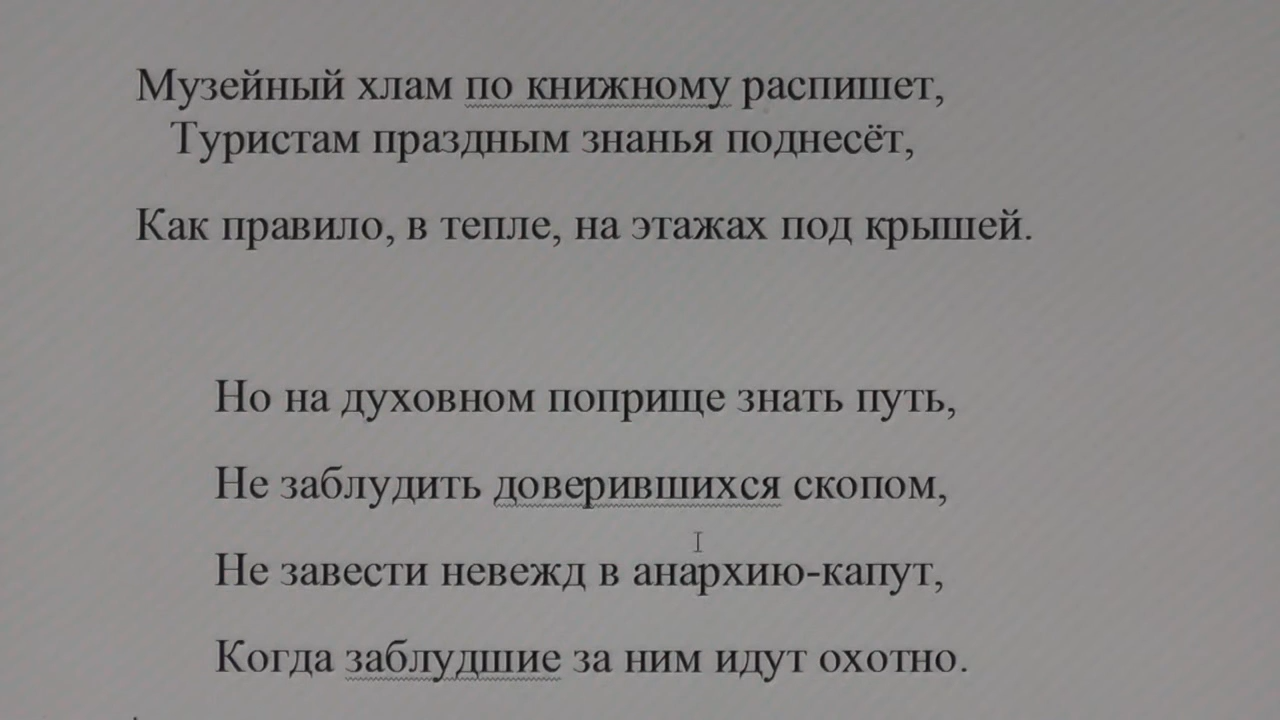 Музейный хлам по книжному распишет,
Туристам праздным знанья поднесёт,
Как правило, в тепле, на этажах под крышей.
Но на духовном поприще знать путь,
Не заблудить доверившихся скопом,
Не завести невежд в анархию-капут,
Когда заблудшие за ним идут охотно.